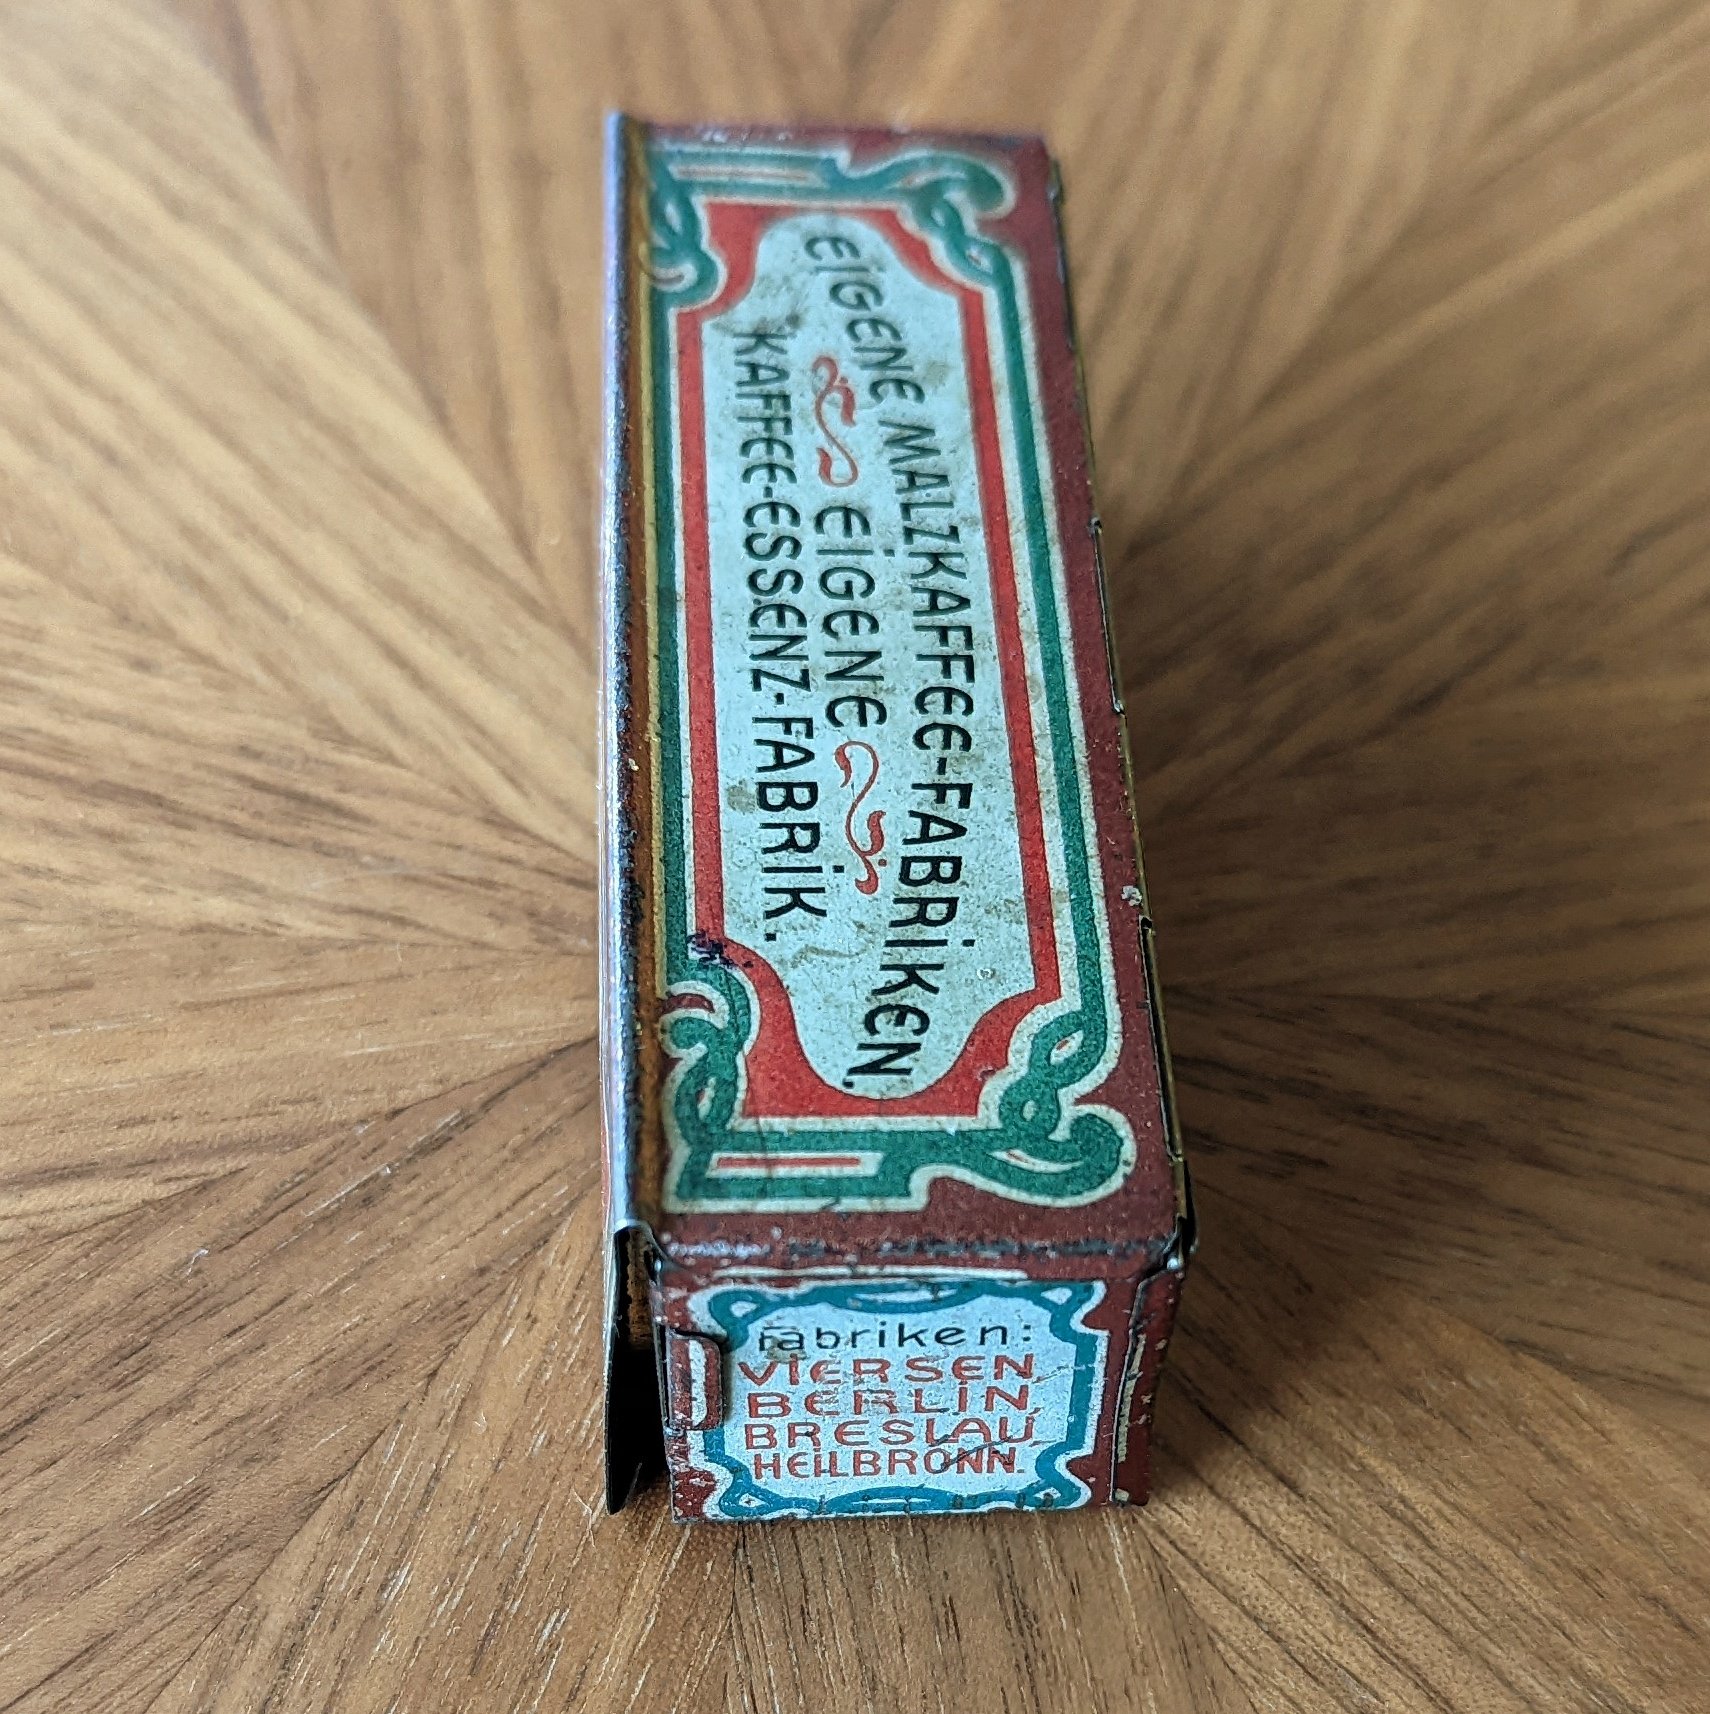 EIGENE MALZKAFFEE-FABRIKEN.
EIGENE
KAFFEE-ESSENZ-FABRIK.
Fabriken:
VIERSEN
BERLIN,
BRESLAU,
HEILBRONN.